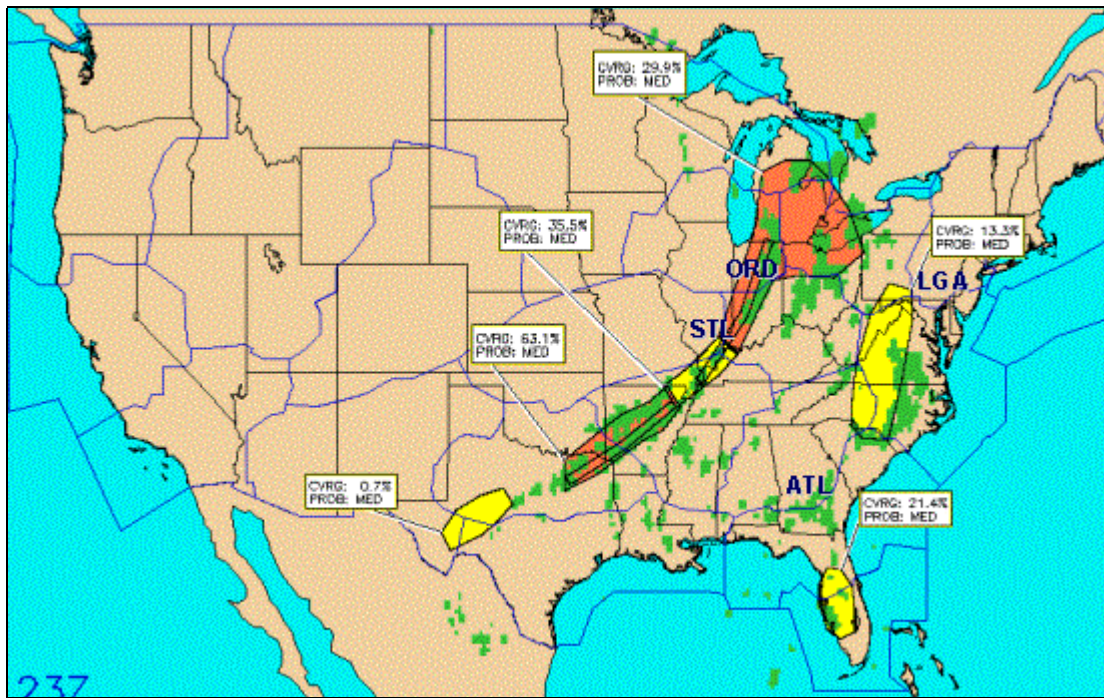 CVRG: 29.9%
PROB: MED
CVRG: 35.5%
PROB: MED
CVRG: 13.3%
PROB: MED
ORD
LGA
STL
CVRG: 63.1%
PROB: MED
ATL
CVRG: 0.7%
PROB: MED
CVRG: 21.4%
PROB: MED
237